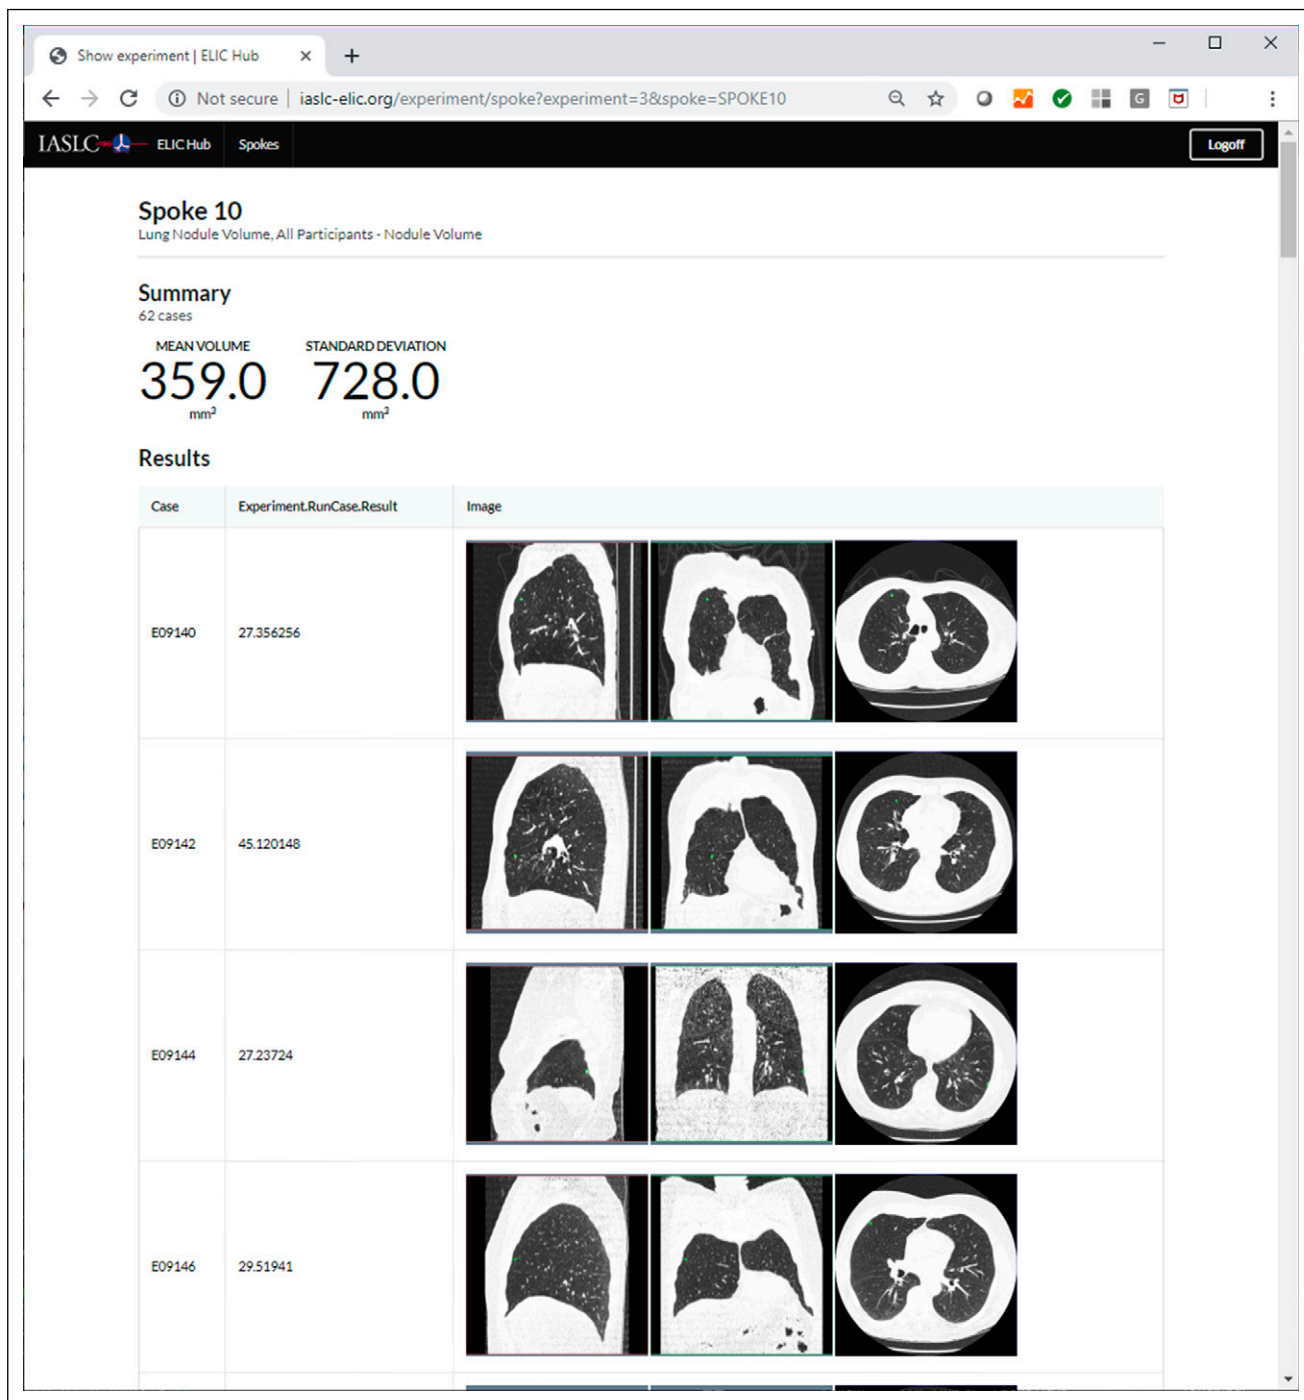 Show experiment | ELIC Hub
Not secure | iaslc-elic.org/experiment/spoke?experiment=3&spoke=SPOKE10
G
IASLC ELIC Hub Spokes Logoff
Spoke 10
Lung Nodule Volume, All Participants - Nodule Volume
Summary
62 cases
MEAN VOLUME STANDARD DEVIATION
359.0 728.0
mm³ mm³
Results
Case Experiment.RunCase.Result Image
E09140 27.356256
E09142 45.120148
E09144 27.23724
E09146 29.51941